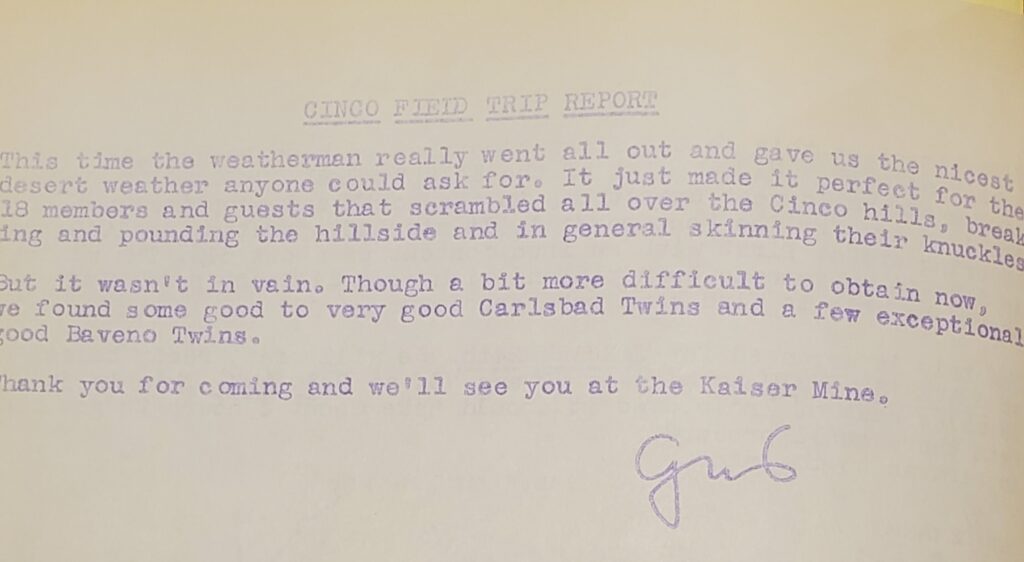 CINCO FIELD TRIP REPORT
This time the weatherman really went all out and gave us the nicest
desert weather anyone could ask for. It just made it perfect for the
18 members and guests that scrambled all over the Cinco hills, break
ing and pounding the hillside and in general skinning their knuckles
But it wasn't in vain. Though a bit more difficult to obtain now,
we found some good to very good Carlsbad Twins and a few exceptional
good Baveno Twins.
Thank you for coming and we'll see you at the Kaiser Mine.